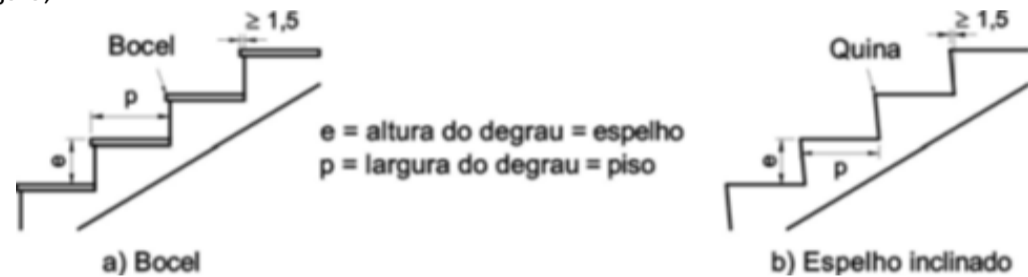 ≥ 1,5
Bocel
p
e
a) Bocel
e = altura do degrau = espelho
p = largura do degrau = piso
≥ 1,5
Quina
e
p
b) Espelho inclinado